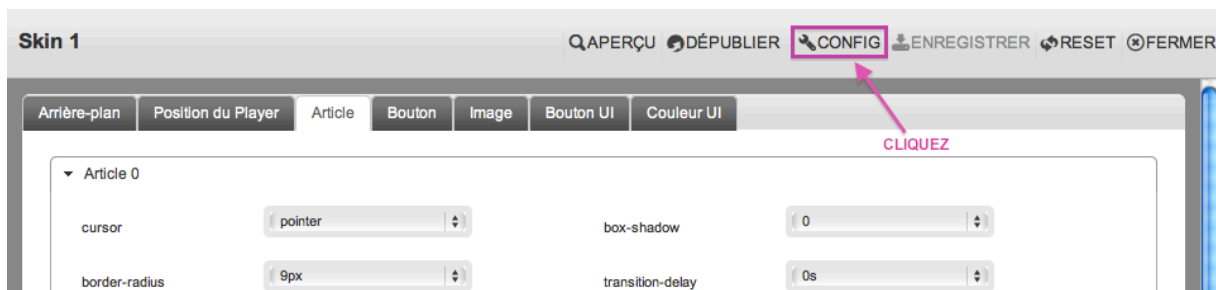 Skin 1
APERÇU DÉPUBLIER CONFIG ENREGISTRER RESET FERMER
Arrière-plan Position du Player Article Bouton Image Bouton UI Couleur UI
CLIQUEZ
Article 0
cursor pointer box-shadow 0
border-radius 9px transition-delay 0s